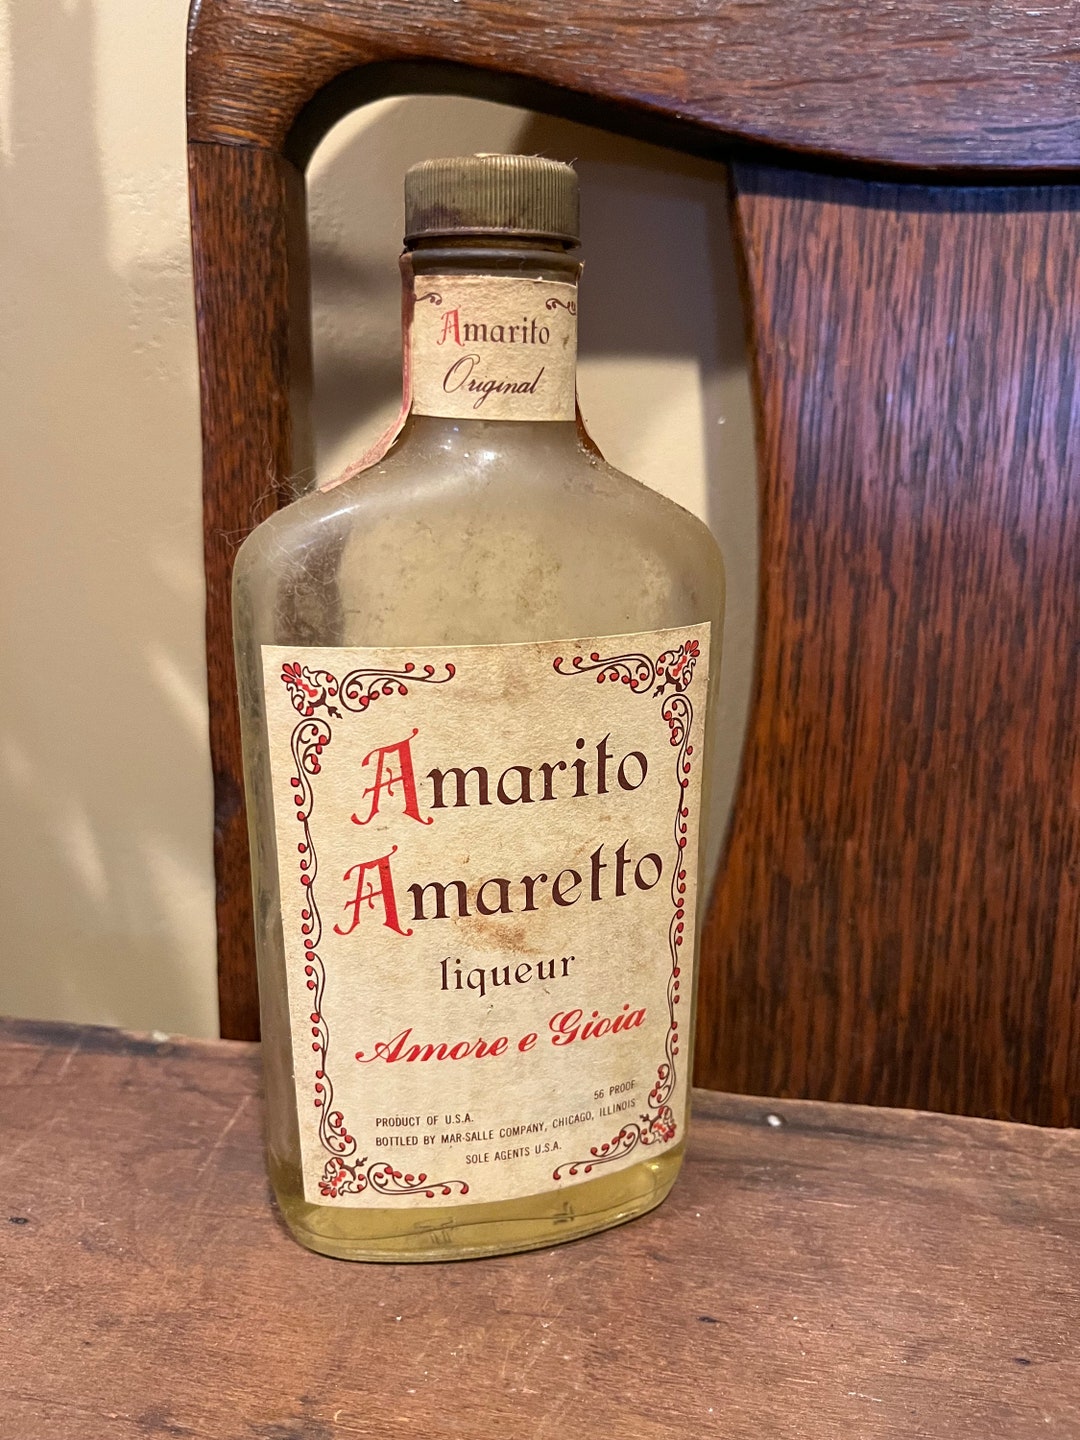 Amarito
Original
Amarito
Amaretto
liqueur
Amore e Gioia
56 PROOF
PRODUCT OF U.S.A.
BOTTLED BY MAR-SALLE COMPANY, CHICAGO, ILLINOIS
SOLE AGENTS U.S.A.